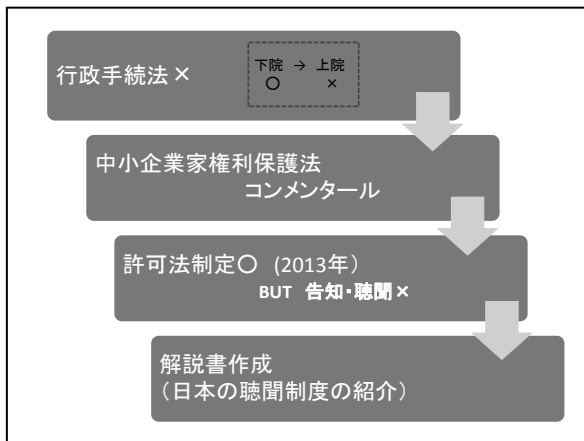 行政手続法×
下院 → 上院
〇 ×
中小企業家権利保護法
コンメンタール
許可法制定〇 (2013年)
BUT 告知・聴聞×
解説書作成
(日本の聴聞制度の紹介)